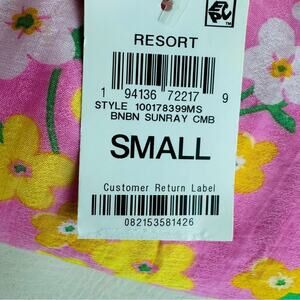 RESORT
1 94136 72217 9
STYLE 100178399MS
BNBN SUNRAY CMB
SMALL
Customer Return Label
082153581426